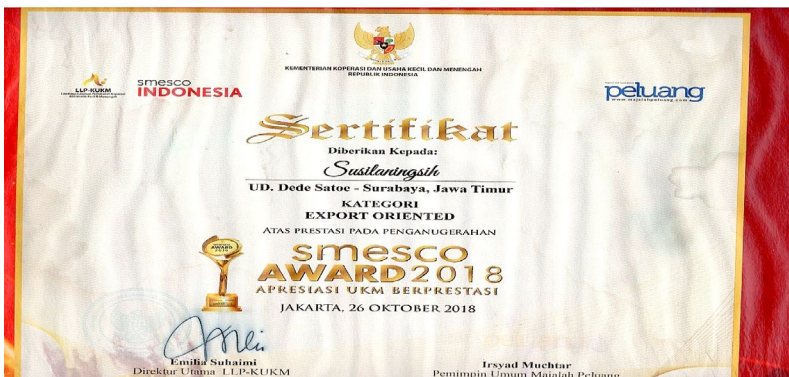 KEMENTERIAN KOPERASI DAN USAHA KECIL DAN MENENGAH
REPUBLIK INDONESIA
LLP-KUKM
smesco
INDONESIA
peluang
www.majalahpeluang.com
Sertifikat
Diberikan Kepada:
Susilaningsih
UD. Dede Satoe - Surabaya, Jawa Timur
KATEGORI
EXPORT ORIENTED
ATAS PRESTASI PADA PENGANUGERAHAN
smesco
AWARD 2018
APRESIASI UKM BERPRESTASI
JAKARTA, 26 OKTOBER 2018
Emilia Suhaimi
Direktur Utama LLP-KUKM
Irsyad Muchtar
Pemimpin Umum Majalah Peluang